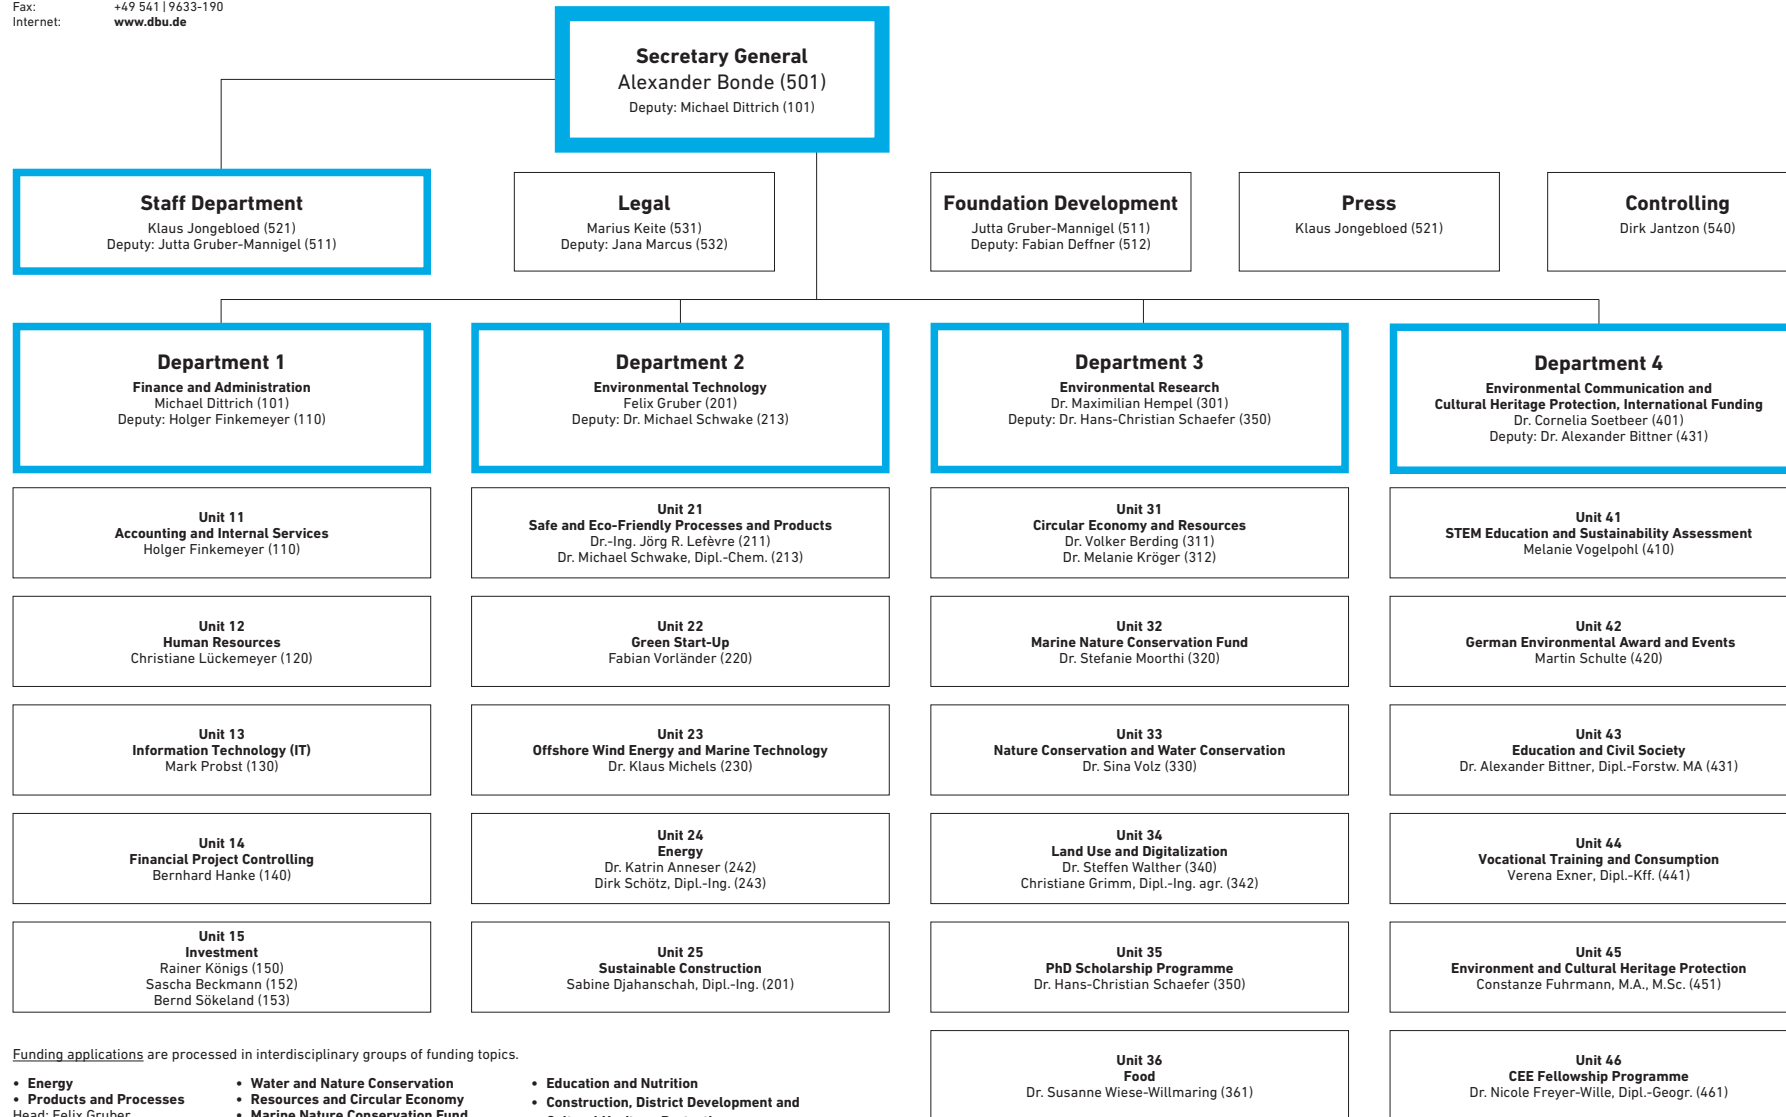 Fax: +49 541 | 9633-190
Internet: www.dbu.de
Secretary General
Alexander Bonde (501)
Deputy: Michael Dittrich (101)
Staff Department
Klaus Jongebloed (521)
Deputy: Jutta Gruber-Mannigel (511)
Legal
Marius Keite (531)
Deputy: Jana Marcus (532)
Foundation Development
Jutta Gruber-Mannigel (511)
Deputy: Fabian Deffner (512)
Press
Klaus Jongebloed (521)
Controlling
Dirk Jantzon (540)
Department 1
Finance and Administration
Michael Dittrich (101)
Deputy: Holger Finkemeyer (110)
Department 2
Environmental Technology
Felix Gruber (201)
Deputy: Dr. Michael Schwake (213)
Department 3
Environmental Research
Dr. Maximilian Hempel (301)
Deputy: Dr. Hans-Christian Schaefer (350)
Department 4
Environmental Communication and
Cultural Heritage Protection, International Funding
Dr. Cornelia Soetbeer (401)
Deputy: Dr. Alexander Bittner (431)
Unit 11
Accounting and Internal Services
Holger Finkemeyer (110)
Unit 21
Safe and Eco-Friendly Processes and Products
Dr.-Ing. Jörg R. Lefèvre (211)
Dr. Michael Schwake, Dipl.-Chem. (213)
Unit 31
Circular Economy and Resources
Dr. Volker Berding (311)
Dr. Melanie Kröger (312)
Unit 41
STEM Education and Sustainability Assessment
Melanie Vogelpohl (410)
Unit 12
Human Resources
Christiane Lückemeyer (120)
Unit 22
Green Start-Up
Fabian Vorländer (220)
Unit 32
Marine Nature Conservation Fund
Dr. Stefanie Moorthi (320)
Unit 42
German Environmental Award and Events
Martin Schulte (420)
Unit 13
Information Technology (IT)
Mark Probst (130)
Unit 23
Offshore Wind Energy and Marine Technology
Dr. Klaus Michels (230)
Unit 33
Nature Conservation and Water Conservation
Dr. Sina Volz (330)
Unit 43
Education and Civil Society
Dr. Alexander Bittner, Dipl.-Forstw. MA (431)
Unit 14
Financial Project Controlling
Bernhard Hanke (140)
Unit 24
Energy
Dr. Katrin Anneser (242)
Dirk Schötz, Dipl.-Ing. (243)
Unit 34
Land Use and Digitalization
Dr. Steffen Walther (340)
Christiane Grimm, Dipl.-Ing. agr. (342)
Unit 44
Vocational Training and Consumption
Verena Exner, Dipl.-Kff. (441)
Unit 15
Investment
Rainer Königs (150)
Sascha Beckmann (152)
Bernd Sökeland (153)
Unit 25
Sustainable Construction
Sabine Djahanschah, Dipl.-Ing. (201)
Unit 35
PhD Scholarship Programme
Dr. Hans-Christian Schaefer (350)
Unit 45
Environment and Cultural Heritage Protection
Constanze Fuhrmann, M.A., M.Sc. (451)
Unit 36
Food
Dr. Susanne Wiese-Willmaring (361)
Unit 46
CEE Fellowship Programme
Dr. Nicole Freyer-Wille, Dipl.-Geogr. (461)
Funding applications are processed in interdisciplinary groups of funding topics.
• Energy
• Products and Processes
Head: Felix Gruber
• Water and Nature Conservation
• Resources and Circular Economy
• Marine Nature Conservation Fund
• Education and Nutrition
• Construction, District Development and